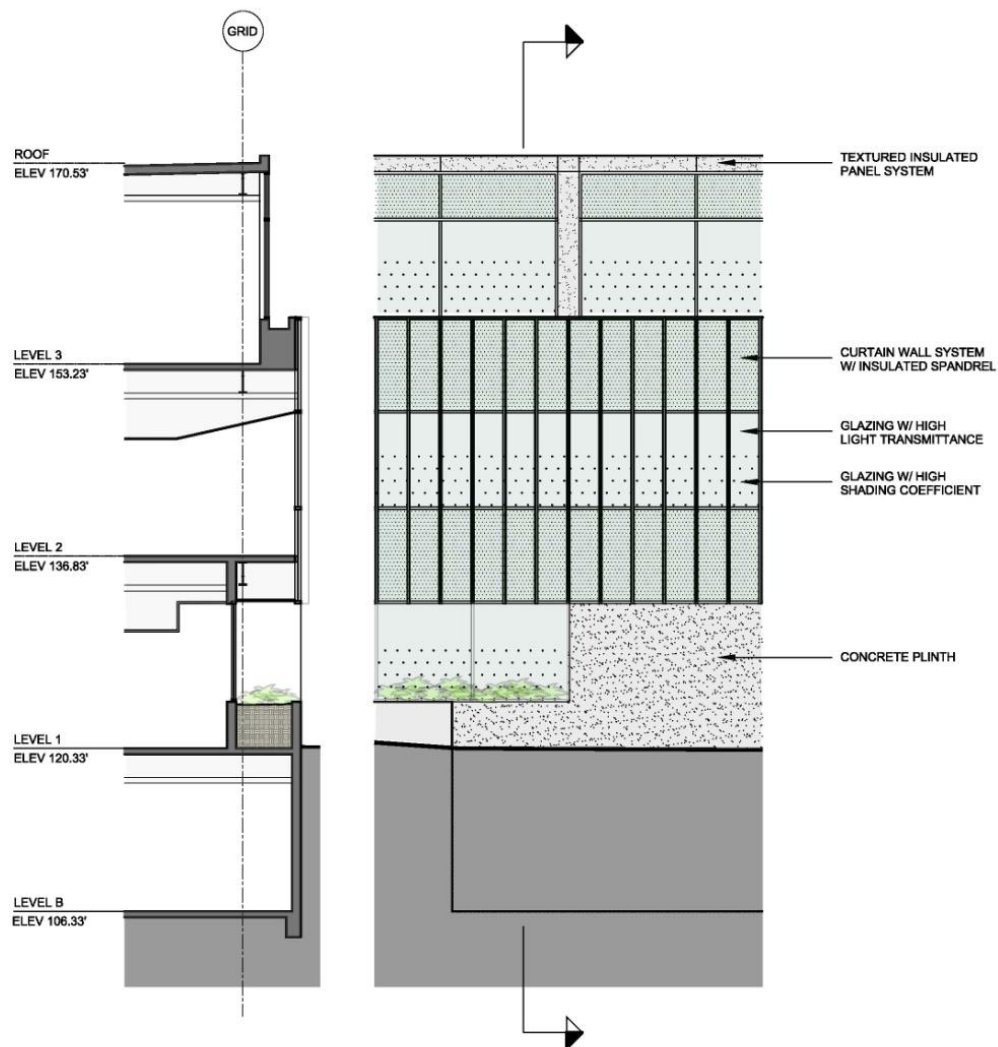 GRID
ROOF
ELEV 170.53'
LEVEL 3
ELEV 153.23'
LEVEL 2
ELEV 136.83'
LEVEL 1
ELEV 120.33'
LEVEL B
ELEV 106.33'
TEXTURED INSULATED
PANEL SYSTEM
CURTAIN WALL SYSTEM
W/ INSULATED SPANDREL
GLAZING W/ HIGH
LIGHT TRANSMITTANCE
GLAZING W/ HIGH
SHADING COEFFICIENT
CONCRETE PLINTH